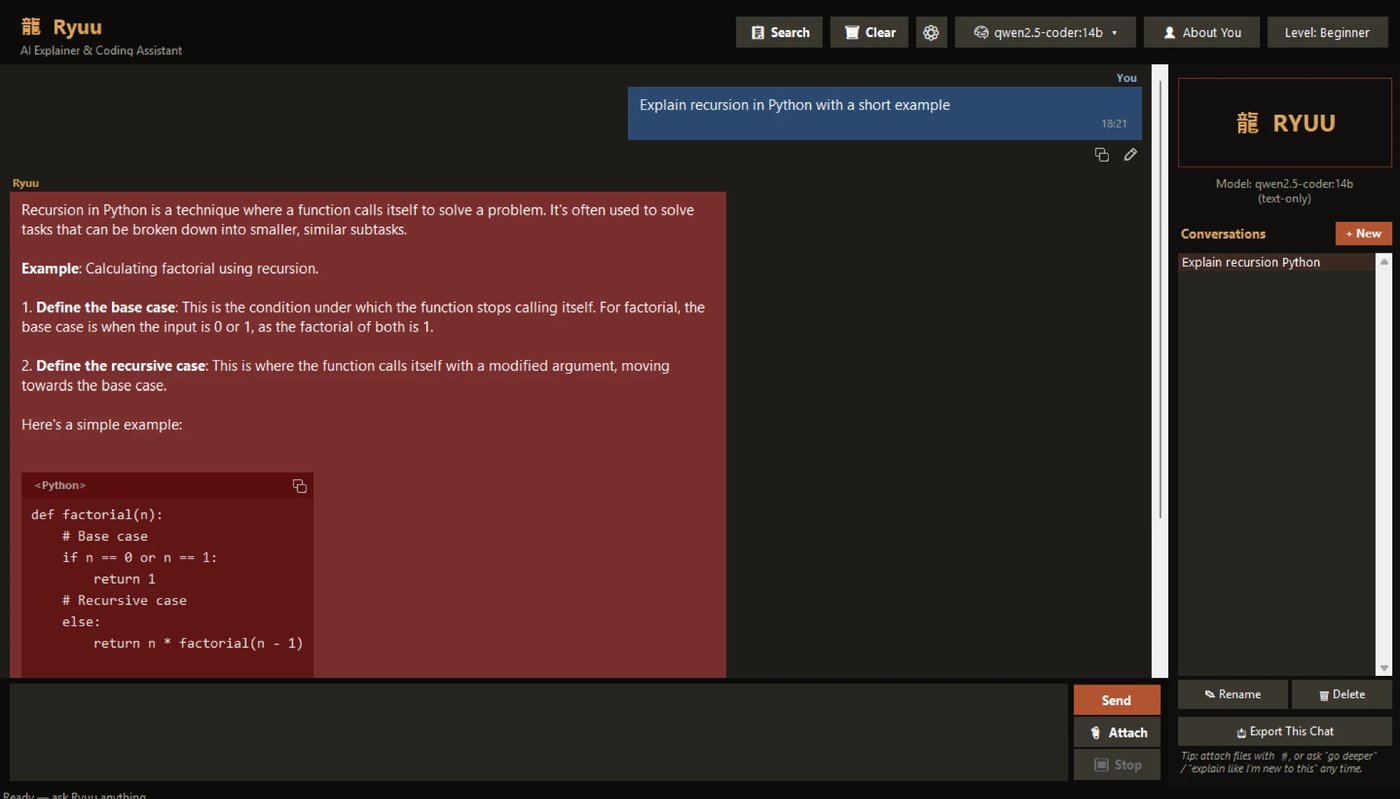 龍 Ryuu
AI Explainer & Coding Assistant
Search
Clear
qwen2.5-coder:14b
About You
Level: Beginner
You
Explain recursion in Python with a short example
18:21
Ryuu
Recursion in Python is a technique where a function calls itself to solve a problem. It's often used to solve
tasks that can be broken down into smaller, similar subtasks.
Example: Calculating factorial using recursion.
1. Define the base case: This is the condition under which the function stops calling itself. For factorial, the
base case is when the input is 0 or 1, as the factorial of both is 1.
2. Define the recursive case: This is where the function calls itself with a modified argument, moving
towards the base case.
Here's a simple example:
<Python>
def factorial(n):
    # Base case
    if n == 0 or n == 1:
        return 1
    # Recursive case
    else:
        return n * factorial(n - 1)
Send
Attach
Stop
Ready — ask Ryuu anything
龍 RYUU
Model: qwen2.5-coder:14b
(text-only)
Conversations
+ New
Explain recursion Python
Rename
Delete
Export This Chat
Tip: attach files with 📎, or ask "go deeper"
/ "explain like I'm new to this" any time.